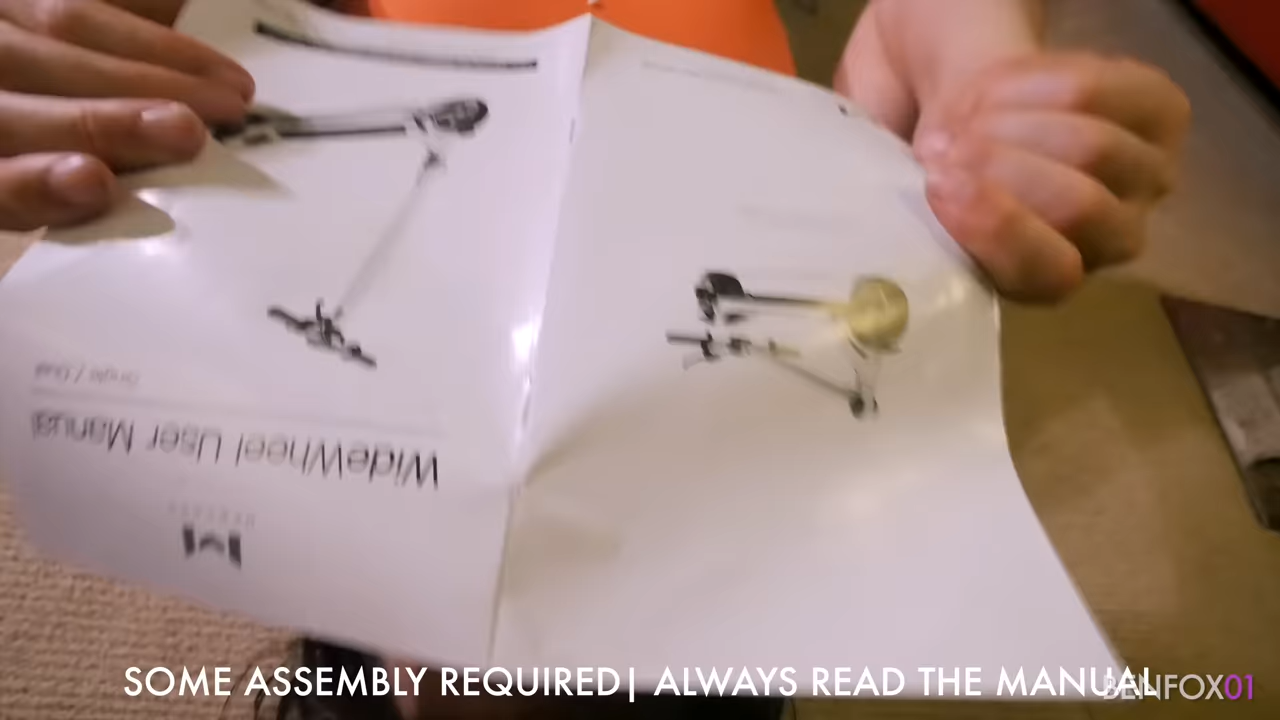 WideWheel User Manual
Single / Dual
SOME ASSEMBLY REQUIRED| ALWAYS READ THE MANUAL
BENFOX01